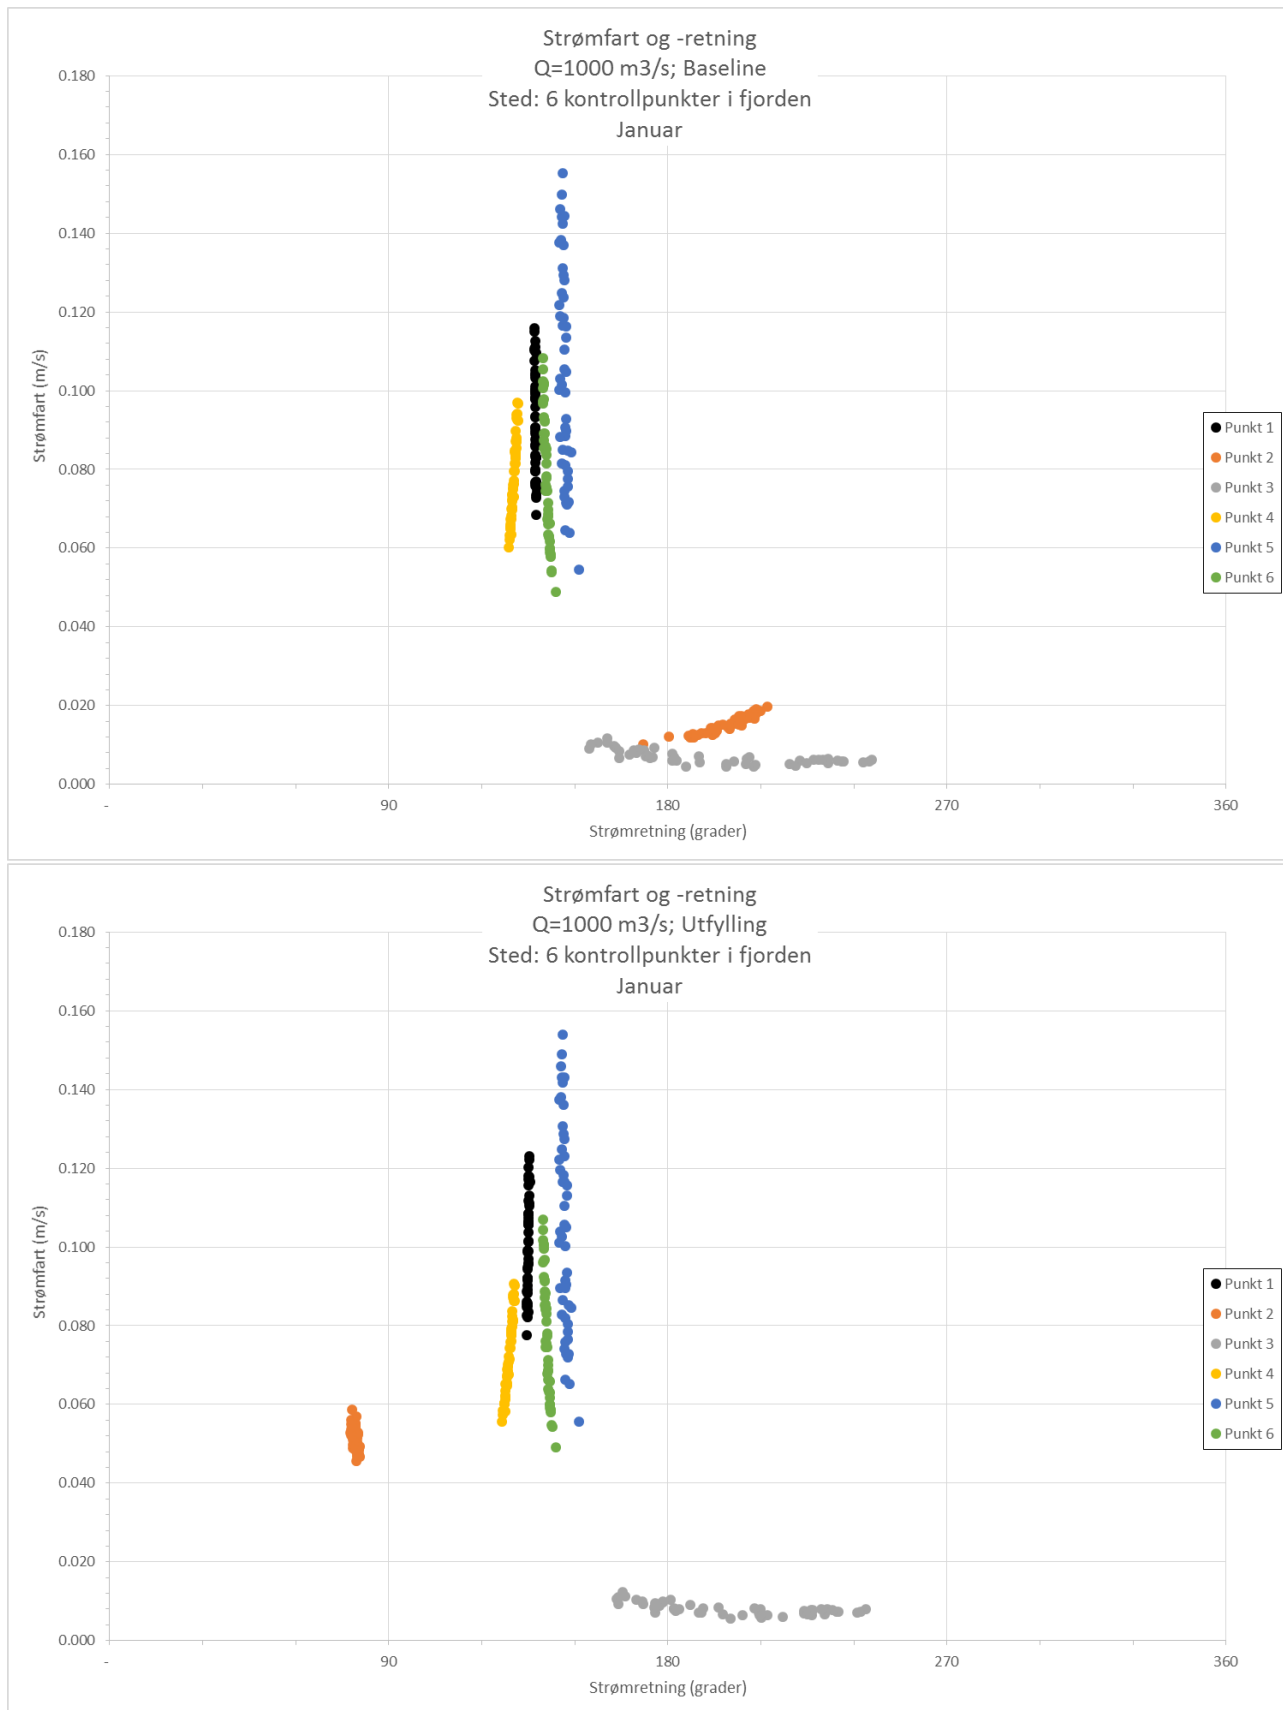 Strømfart og -retning
Q=1000 m3/s; Baseline
Sted: 6 kontrollpunkter i fjorden
Januar
0.180
0.160
0.140
0.120
0.100
0.080
0.060
0.040
0.020
0.000
Strømfart (m/s)
-
90
180
270
360
Strømretning (grader)
Punkt 1
Punkt 2
Punkt 3
Punkt 4
Punkt 5
Punkt 6
Strømfart og -retning
Q=1000 m3/s; Utfylling
Sted: 6 kontrollpunkter i fjorden
Januar
0.180
0.160
0.140
0.120
0.100
0.080
0.060
0.040
0.020
0.000
Strømfart (m/s)
-
90
180
270
360
Strømretning (grader)
Punkt 1
Punkt 2
Punkt 3
Punkt 4
Punkt 5
Punkt 6